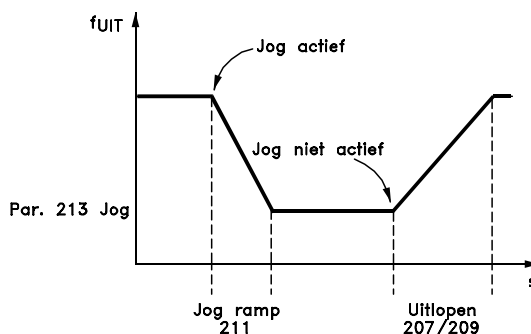 fUIT
Jog actief
Jog niet actief
Par. 213 Jog
s
Jog ramp
211
Uitlopen
207/209